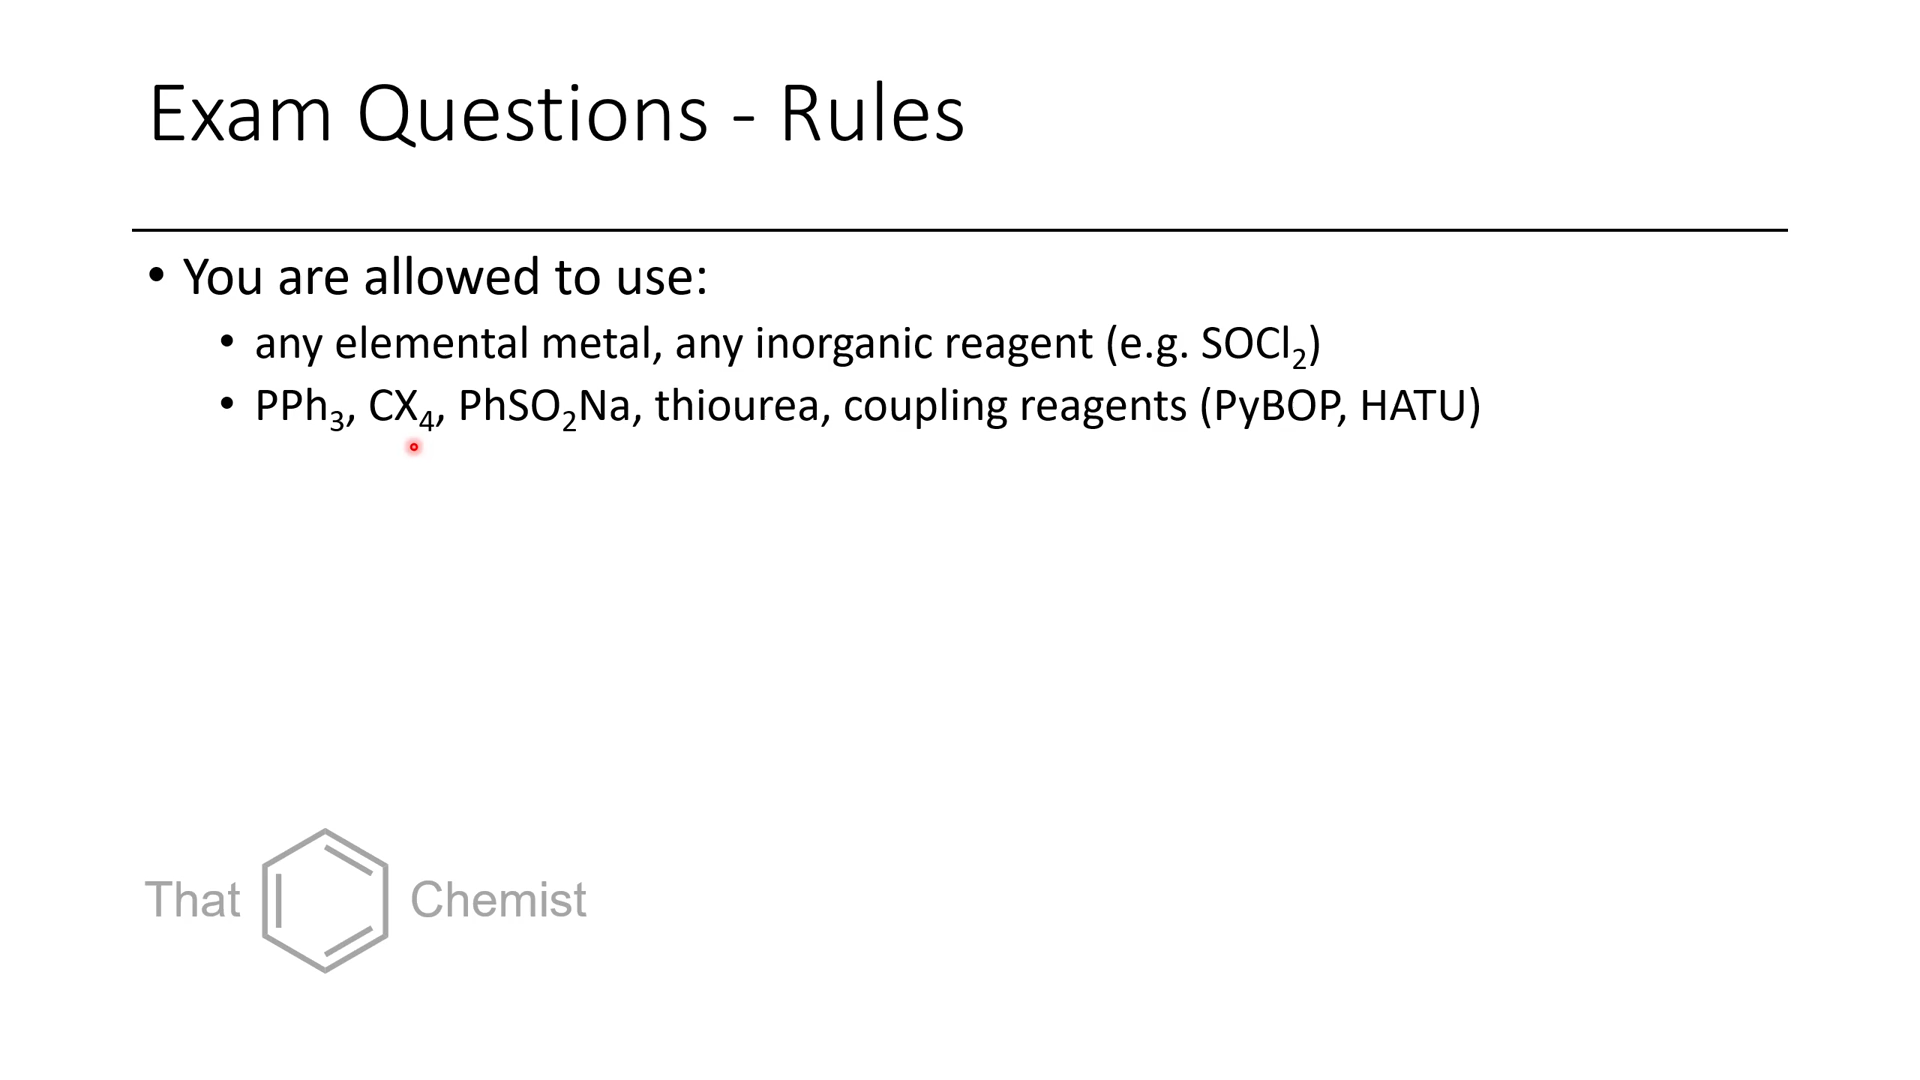 Exam Questions - Rules
• You are allowed to use:
• any elemental metal, any inorganic reagent (e.g. SOCl₂)
• PPh₃, CX₄, PhSO₂Na, thiourea, coupling reagents (PyBOP, HATU)
That Chemist